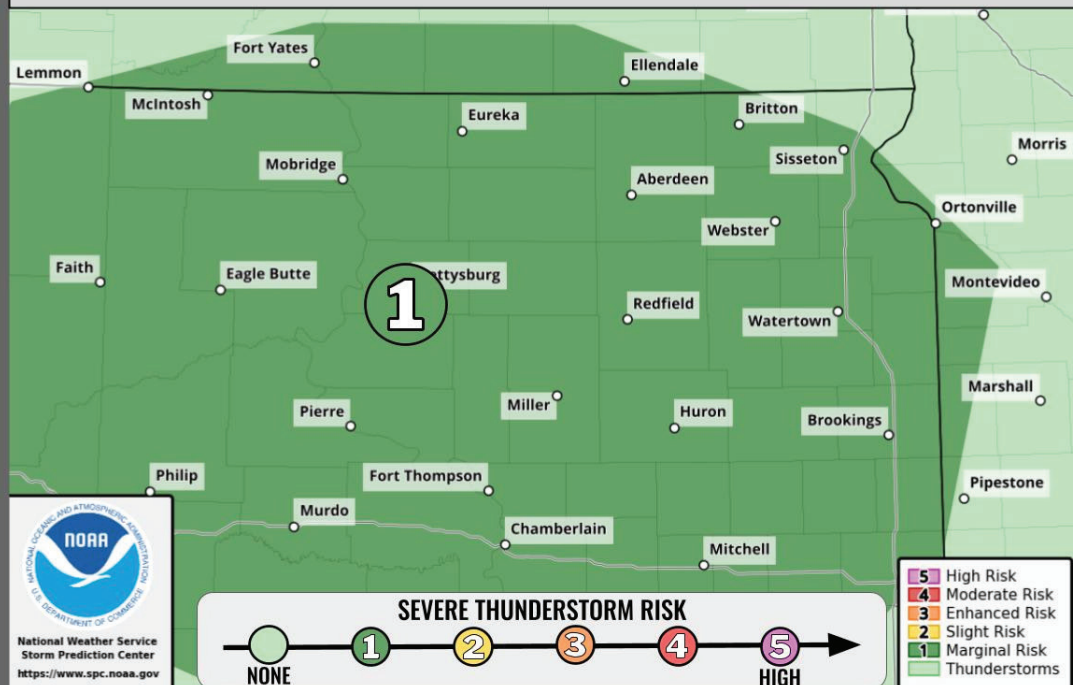 Fort Yates
Lemmon
Ellendale
McIntosh
Britton
Eureka
Morris
Sisseton
Mobridge
Aberdeen
Ortonville
Webster
Faith
Eagle Butte
ettysburg
Montevideo
1
Redfield
Watertown
Marshall
Miller
Pierre
Huron
Brookings
Philip
Fort Thompson
Pipestone
Murdo
Chamberlain
Mitchell
NATIONAL OCEANIC AND ATMOSPHERIC ADMINISTRATION
NOAA
U.S. DEPARTMENT OF COMMERCE
National Weather Service
Storm Prediction Center
https://www.spc.noaa.gov
SEVERE THUNDERSTORM RISK
1 2 3 4 5
NONE HIGH
5 High Risk
4 Moderate Risk
3 Enhanced Risk
2 Slight Risk
1 Marginal Risk
Thunderstorms